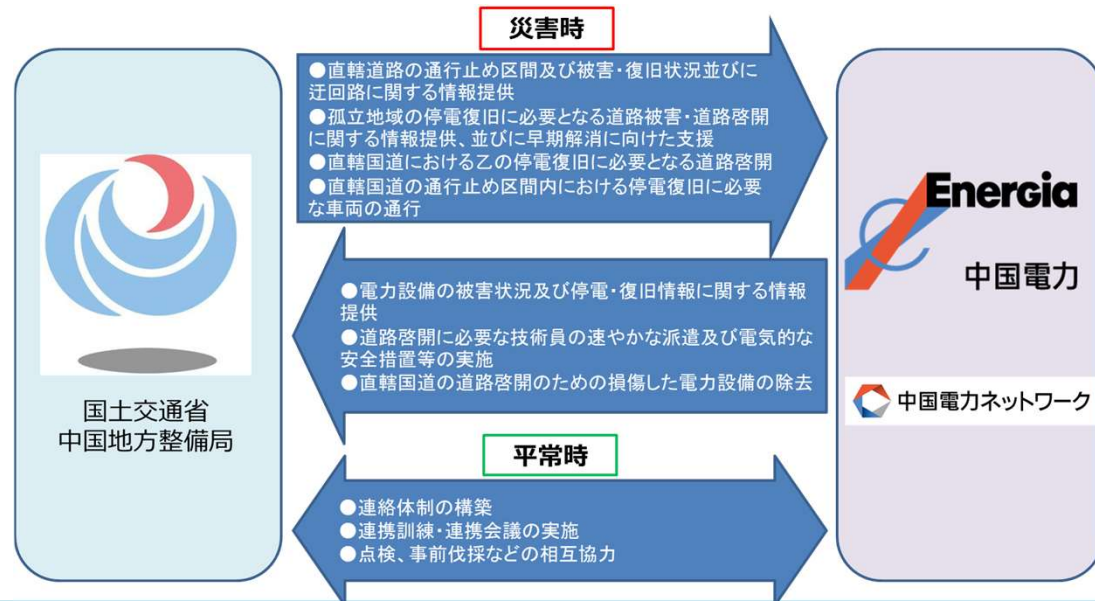 災害時
●直轄道路の通行止め区間及び被害・復旧状況並びに
迂回路に関する情報提供
●孤立地域の停電復旧に必要となる道路被害・道路啓開
に関する情報提供、並びに早期解消に向けた支援
●直轄国道における乙の停電復旧に必要となる道路啓開
●直轄国道の通行止め区間内における停電復旧に必要
な車両の通行
国土交通省
中国地方整備局
Energia
中国電力
中国電力ネットワーク
●電力設備の被害状況及び停電・復旧情報に関する情報
提供
●道路啓開に必要な技術員の速やかな派遣及び電気的な
安全措置等の実施
●直轄国道の道路啓開のための損傷した電力設備の除去
平常時
●連絡体制の構築
●連携訓練・連携会議の実施
●点検、事前伐採などの相互協力